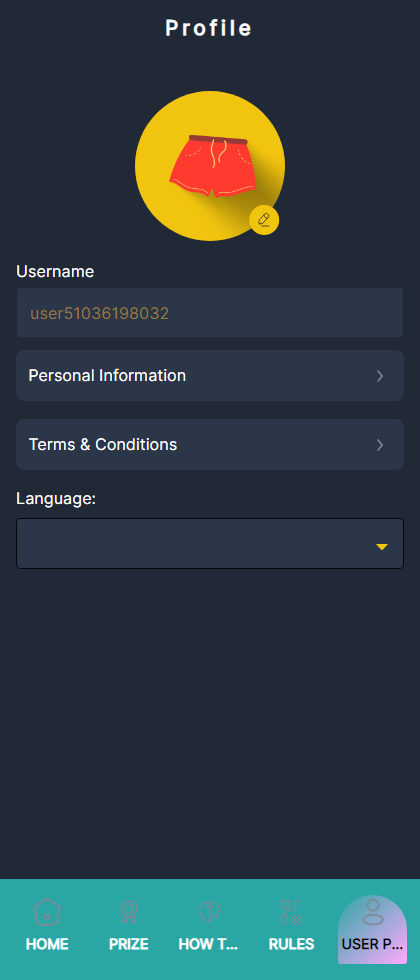 Profile
Username
user51036198032
Personal Information
Terms & Conditions
Language:
HOME PRIZE HOW T... RULES USER P...